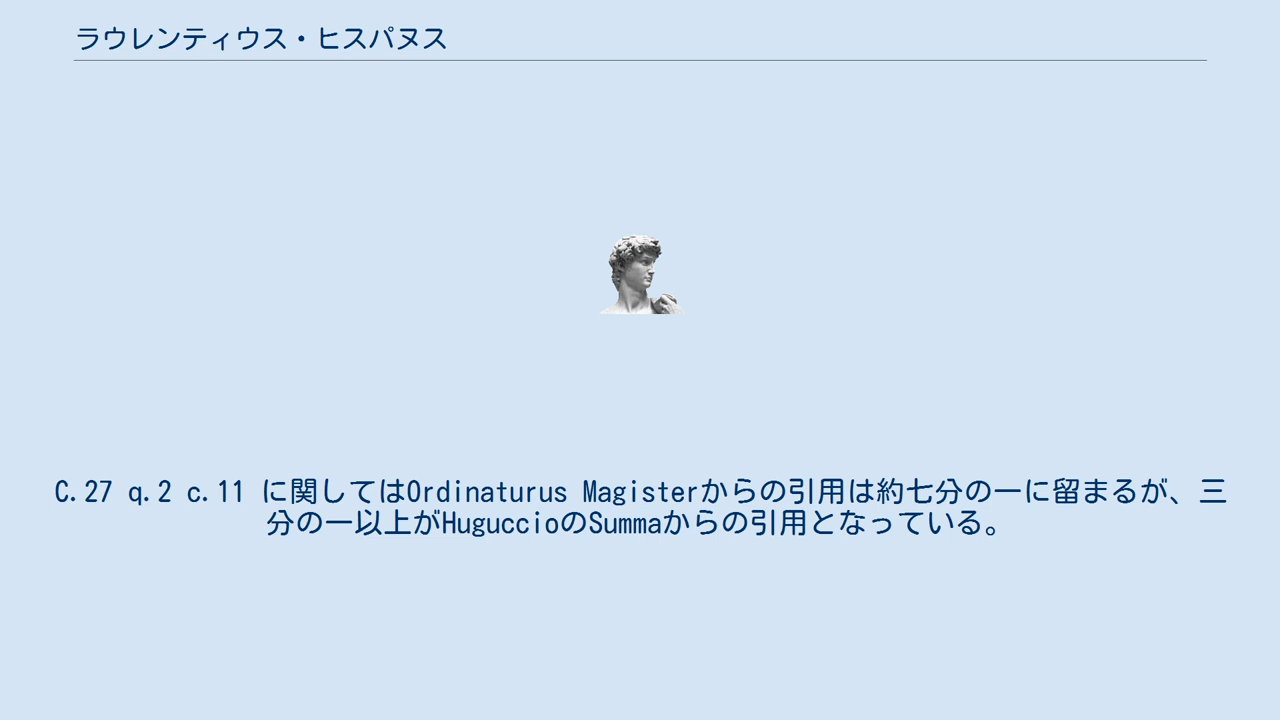 ラウレンティウス・ヒスパヌス
C.27 q.2 c.11 に関してはOrdinaturus Magisterからの引用は約七分の一に留まるが、三
分の一以上がHuguccioのSummaからの引用となっている。